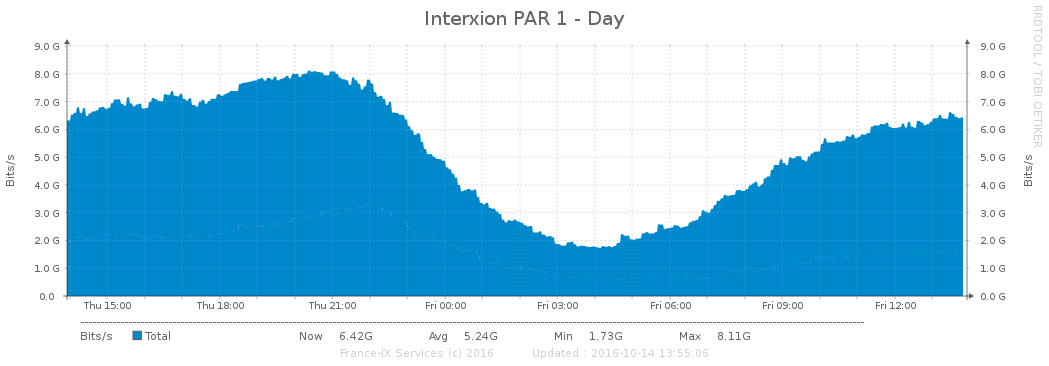 Interxion PAR 1 - Day
RRDTOOL / TOBI OETIKER
Bits/s
9.0 G
8.0 G
7.0 G
6.0 G
5.0 G
4.0 G
3.0 G
2.0 G
1.0 G
0.0
9.0 G
8.0 G
7.0 G
6.0 G
5.0 G
4.0 G
3.0 G
2.0 G
1.0 G
0.0 G
Bits/s
Thu 15:00 Thu 18:00 Thu 21:00 Fri 00:00 Fri 03:00 Fri 06:00 Fri 09:00 Fri 12:00
Bits/s Total Now 6.42G Avg 5.24G Min 1.73G Max 8.11G
France-IX Services (c) 2016 Updated : 2016-10-14 13:55:06